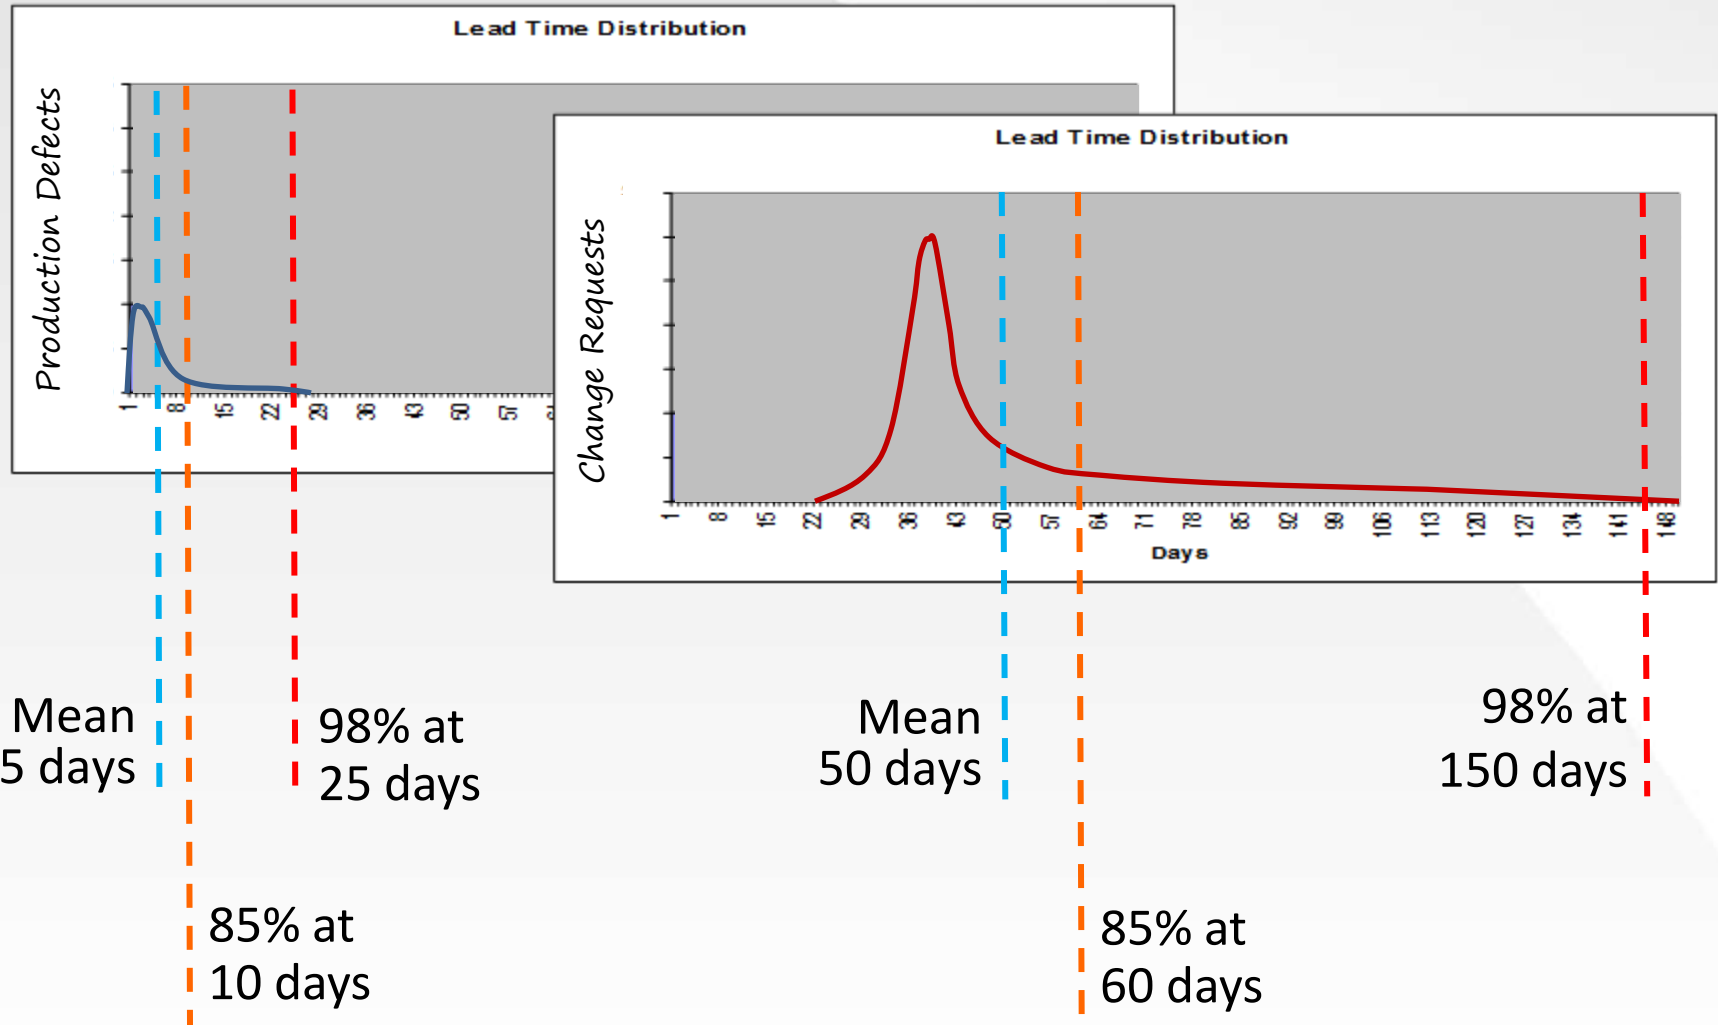 Lead Time Distribution
Production Defects
1 8 15 22 29 36 43 50 57
Lead Time Distribution
Change Requests
1 8 15 22 29 36 43 50 57 64 71 78 85 92 99 106 113 120 127 134 141 148
Days
Mean
5 days
98% at
25 days
Mean
50 days
98% at
150 days
85% at
10 days
85% at
60 days